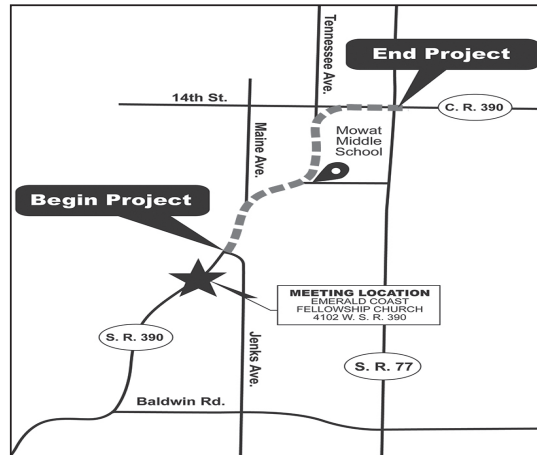 Tennessee Ave.
End Project
14th St.
C. R. 390
Maine Ave.
Mowat
Middle
School
Begin Project
MEETING LOCATION
EMERALD COAST
FELLOWSHIP CHURCH
4102 W. S. R. 390
S. R. 390
Jenks Ave.
S. R. 77
Baldwin Rd.